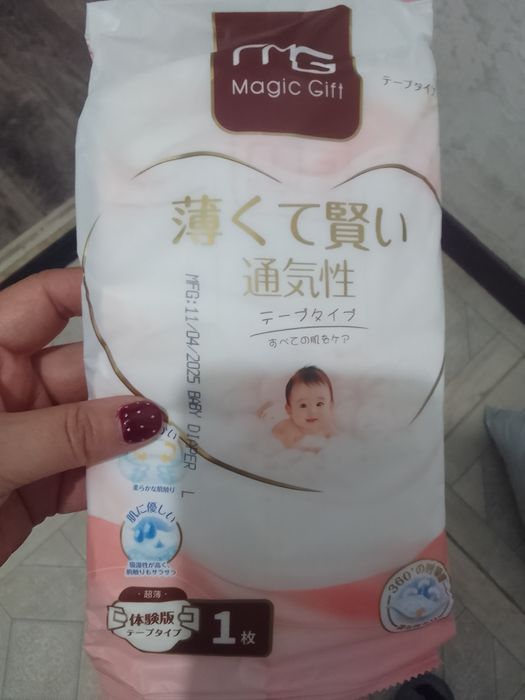 MG
Magic Gift
テープタイプ
薄くて賢い
通気性
テープタイプ
すべての肌をケア
MFG:11/04/2025 BABY DIAPER L
柔らかな肌触り
肌に優しい
吸湿性が高く、
肌触りもサラサラ
360°の
超薄
体験版
テープタイプ
1枚